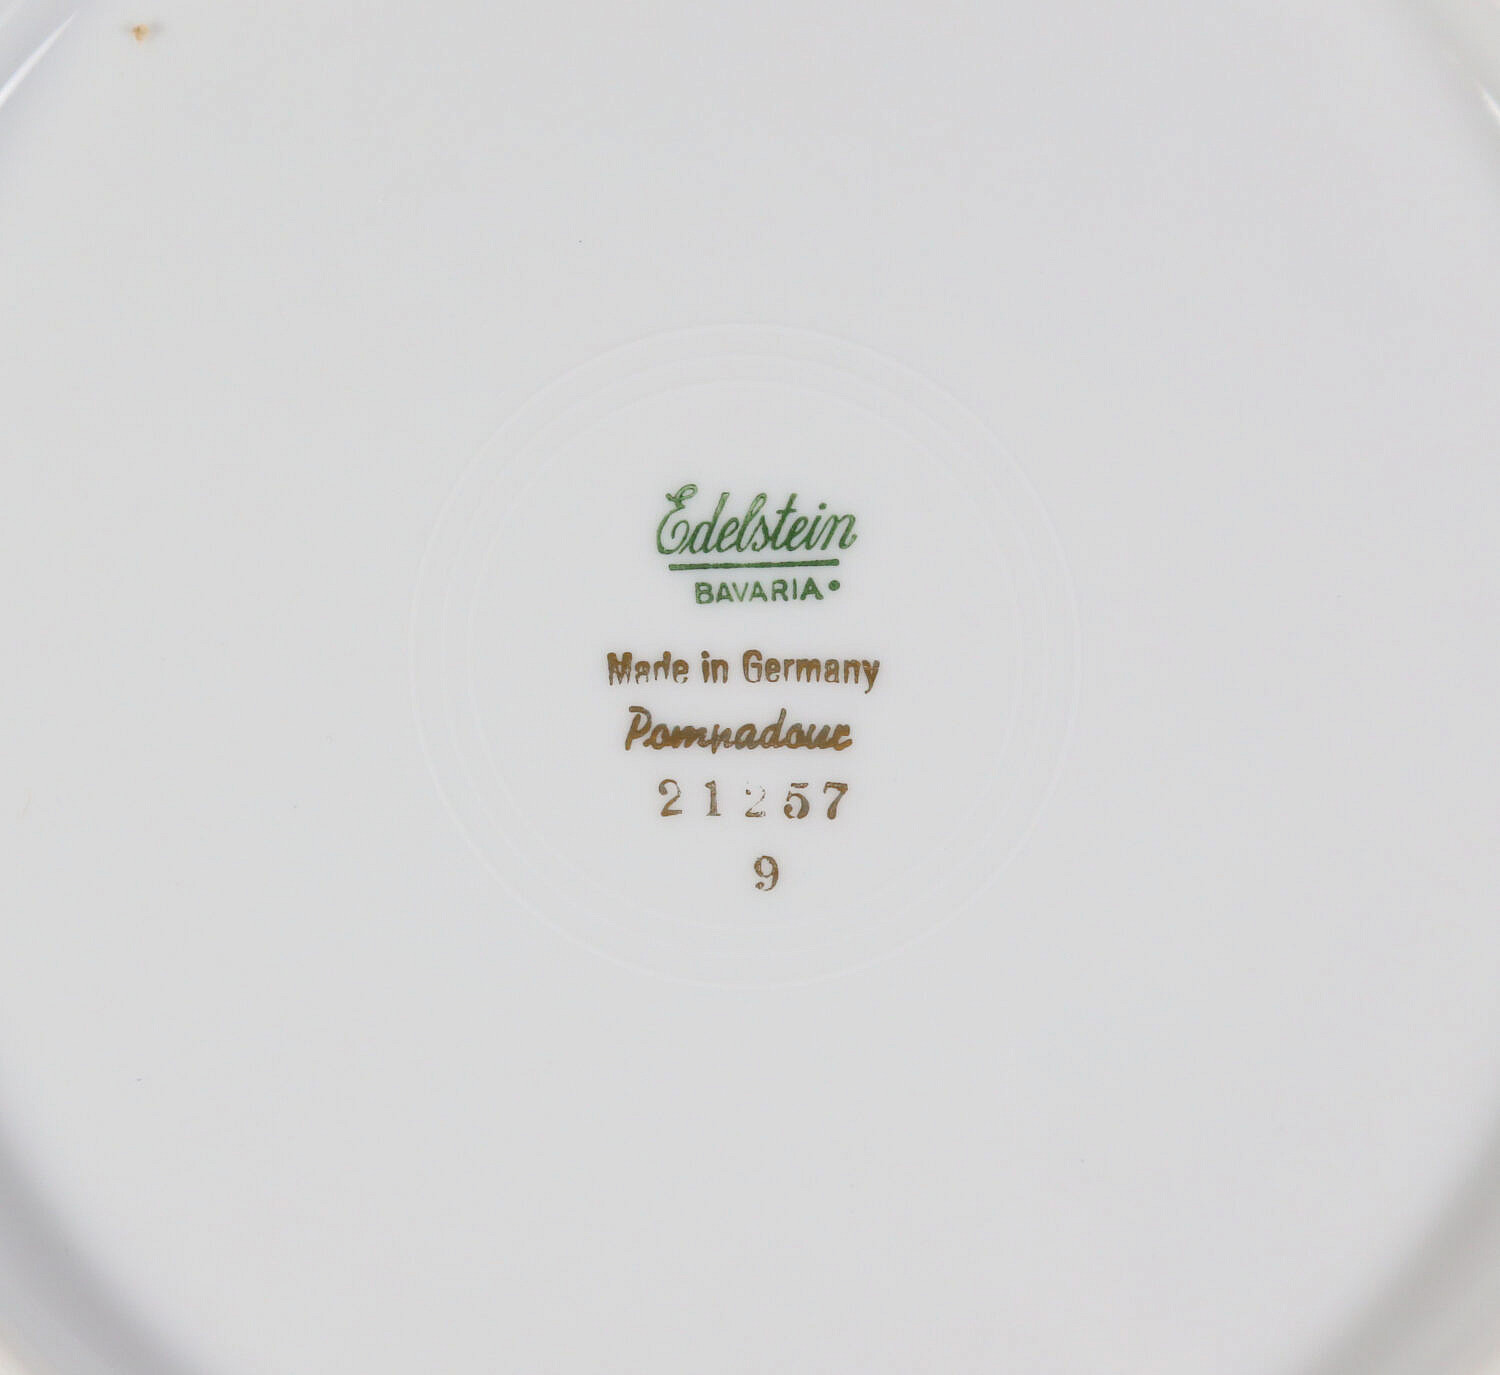 Edelstein
BAVARIA
Made in Germany
Pompadour
21257
9